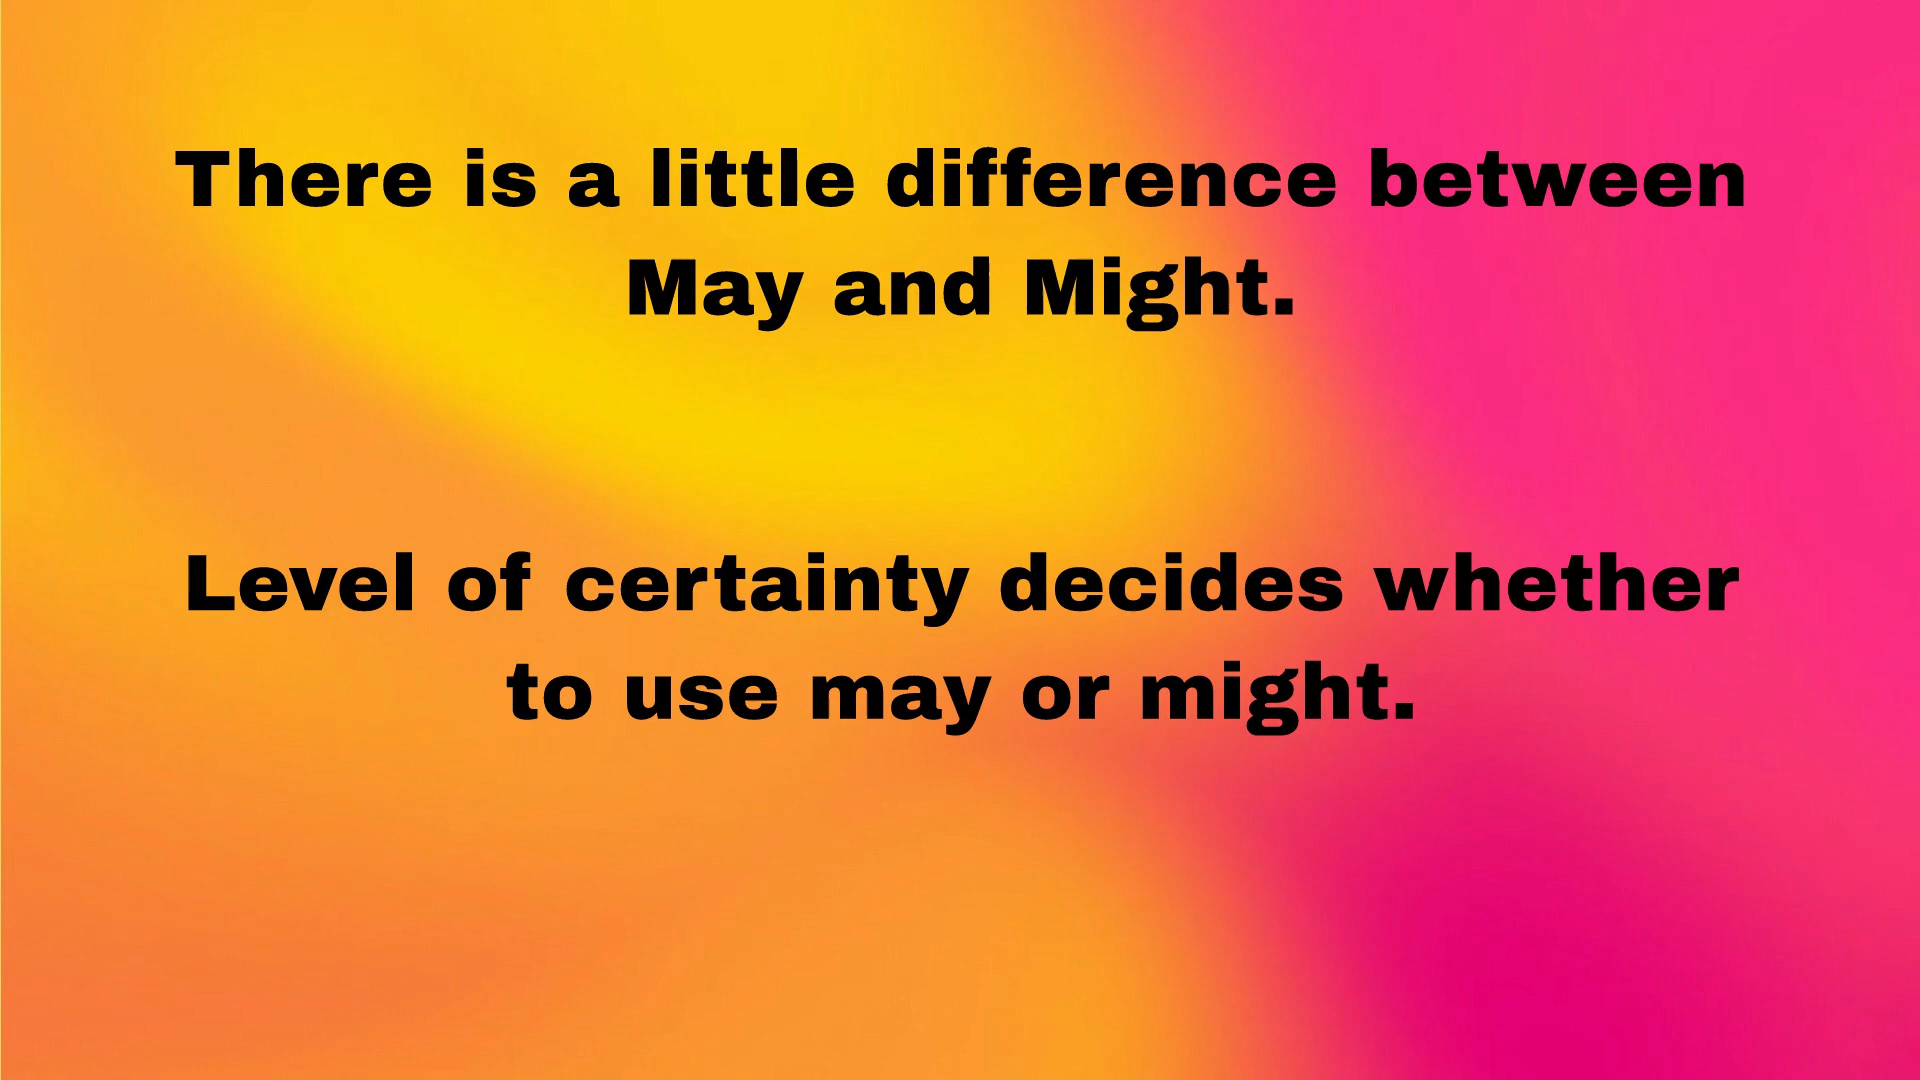 There is a little difference between
May and Might.
Level of certainty decides whether
to use may or might.